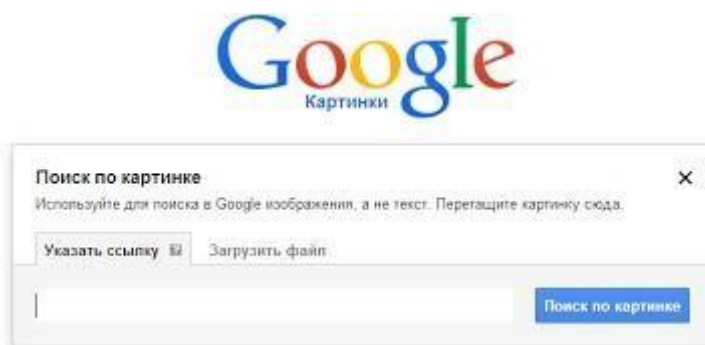 Google
Картинки
Поиск по картинке
Используйте для поиска в Google изображения, а не текст. Перетащите картинку сюда.
Указать ссылку Загрузить файл
Поиск по картинке